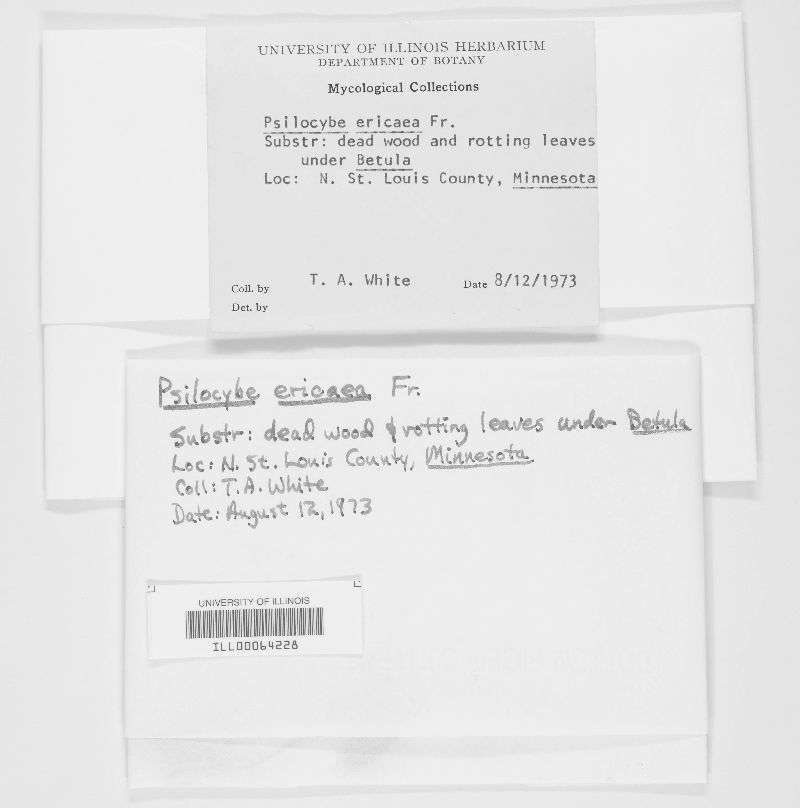 UNIVERSITY OF ILLINOIS HERBARIUM
DEPARTMENT OF BOTANY
Mycological Collections
Psilocybe ericaea Fr.
Substr: dead wood and rotting leaves
under Betula
Loc: N. St. Louis County, Minnesota
Coll. by T. A. White Date 8/12/1973
Det. by
Psilocybe ericaea Fr.
Substr: dead wood & rotting leaves under Betula
Loc: N. St. Louis County, Minnesota
Coll: T. A. White
Date: August 12, 1973
UNIVERSITY OF ILLINOIS
ILL00064228